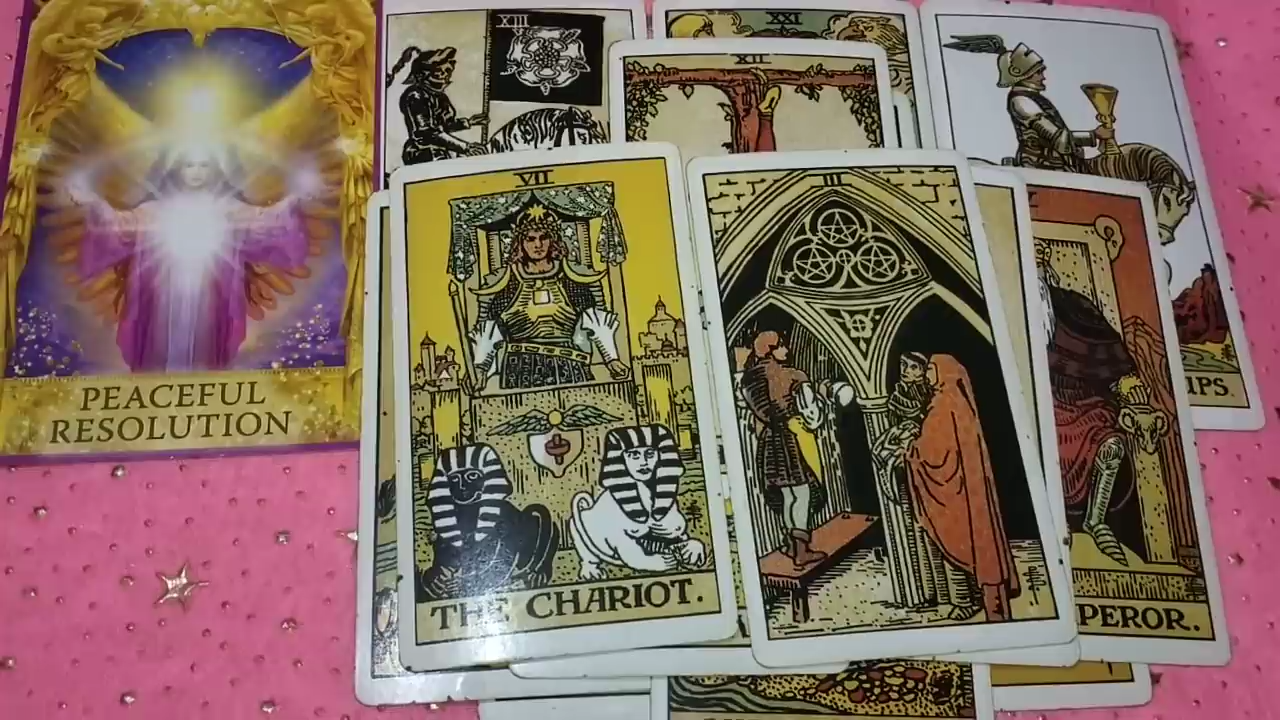 XIII
XXI
XII
IPS.
VII
III
PEACEFUL
RESOLUTION
THE CHARIOT.
PEROR.